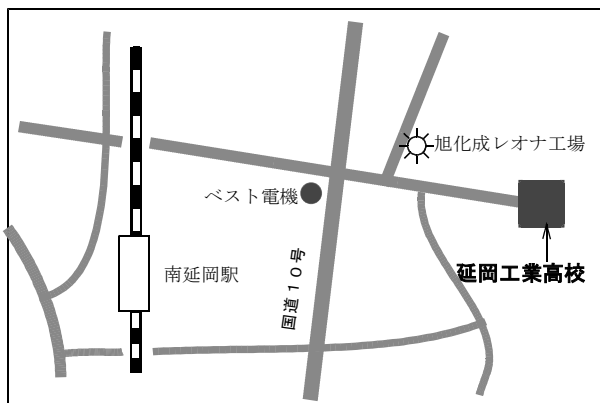 旭化成レオナ工場
ベスト電機
国道１０号
南延岡駅
延岡工業高校